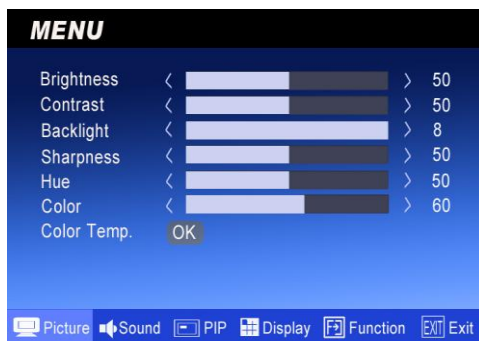 MENU
Brightness 50
Contrast 50
Backlight 8
Sharpness 50
Hue 50
Color 60
Color Temp. OK
Picture Sound PIP Display Function EXIT Exit